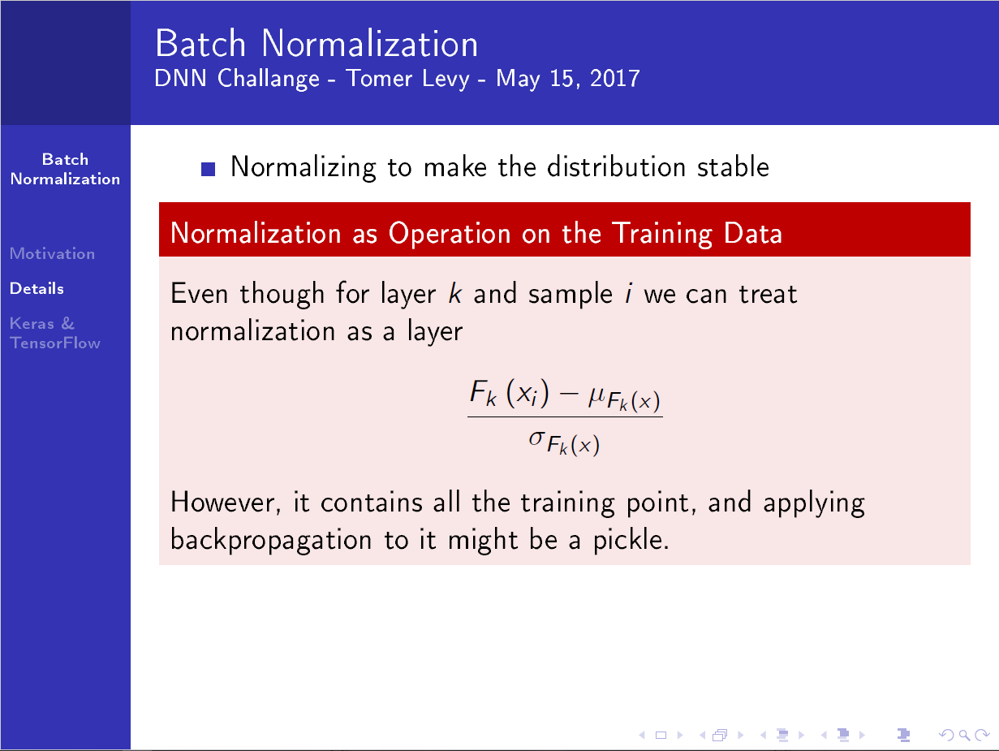 Batch Normalization
DNN Challange - Tomer Levy - May 15, 2017
Batch
Normalization
Motivation
Details
Keras &
TensorFlow
Normalizing to make the distribution stable
Normalization as Operation on the Training Data
Even though for layer k and sample i we can treat
normalization as a layer
F_k (x_i) − μ_{F_k(x)}
σ_{F_k(x)}
However, it contains all the training point, and applying
backpropagation to it might be a pickle.